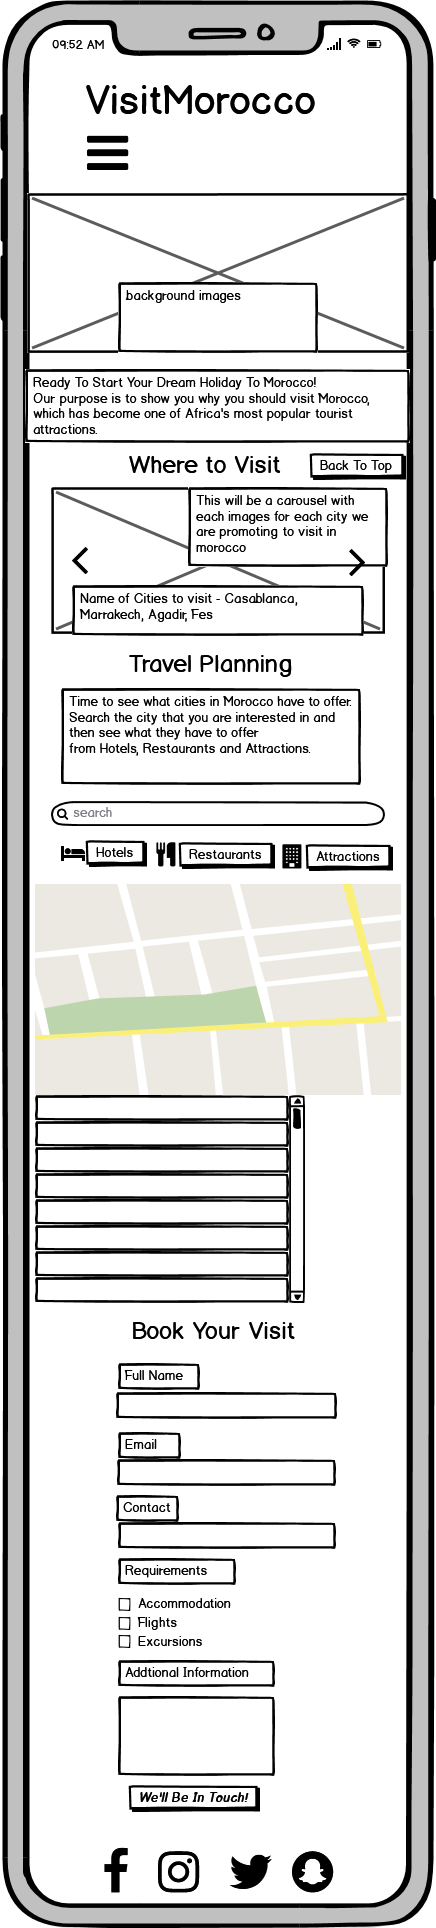 09:52 AM
VisitMorocco
background images
Ready To Start Your Dream Holiday To Morocco!
Our purpose is to show you why you should visit Morocco,
which has become one of Africa's most popular tourist
attractions.
Where to Visit
Back To Top
This will be a carousel with
each images for each city we
are promoting to visit in
morocco
Name of Cities to visit - Casablanca,
Marrakech, Agadir, Fes
Travel Planning
Time to see what cities in Morocco have to offer.
Search the city that you are interested in and
then see what they have to offer
from Hotels, Restaurants and Attractions.
search
Hotels
Restaurants
Attractions
Book Your Visit
Full Name
Email
Contact
Requirements
Accommodation
Flights
Excursions
Addtional Information
We'll Be In Touch!